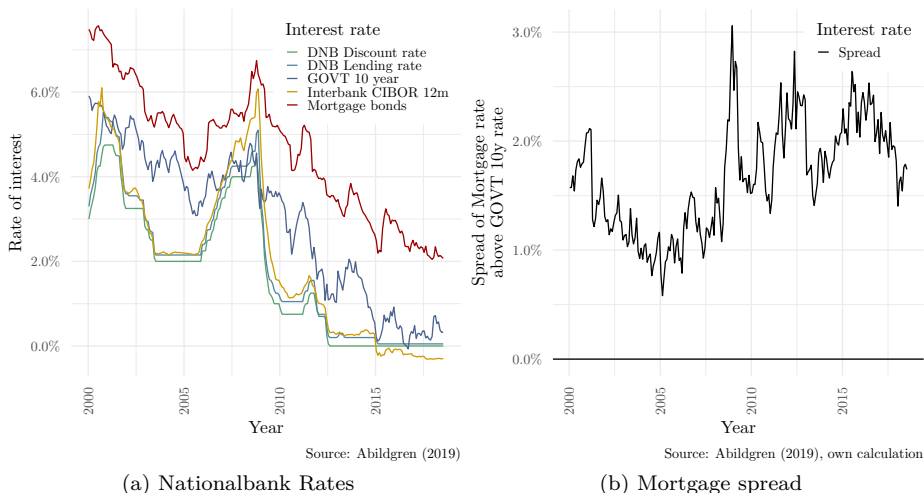 Interest rate
DNB Discount rate
DNB Lending rate
GOVT 10 year
Interbank CIBOR 12m
Mortgage bonds
Rate of interest
6.0%
4.0%
2.0%
0.0%
2000
2005
2010
2015
Year
Source: Abildgren (2019)
(a) Nationalbank Rates
Interest rate
Spread
Spread of Mortgage rate
above GOVT 10y rate
3.0%
2.0%
1.0%
0.0%
2000
2005
2010
2015
Year
Source: Abildgren (2019), own calculation
(b) Mortgage spread